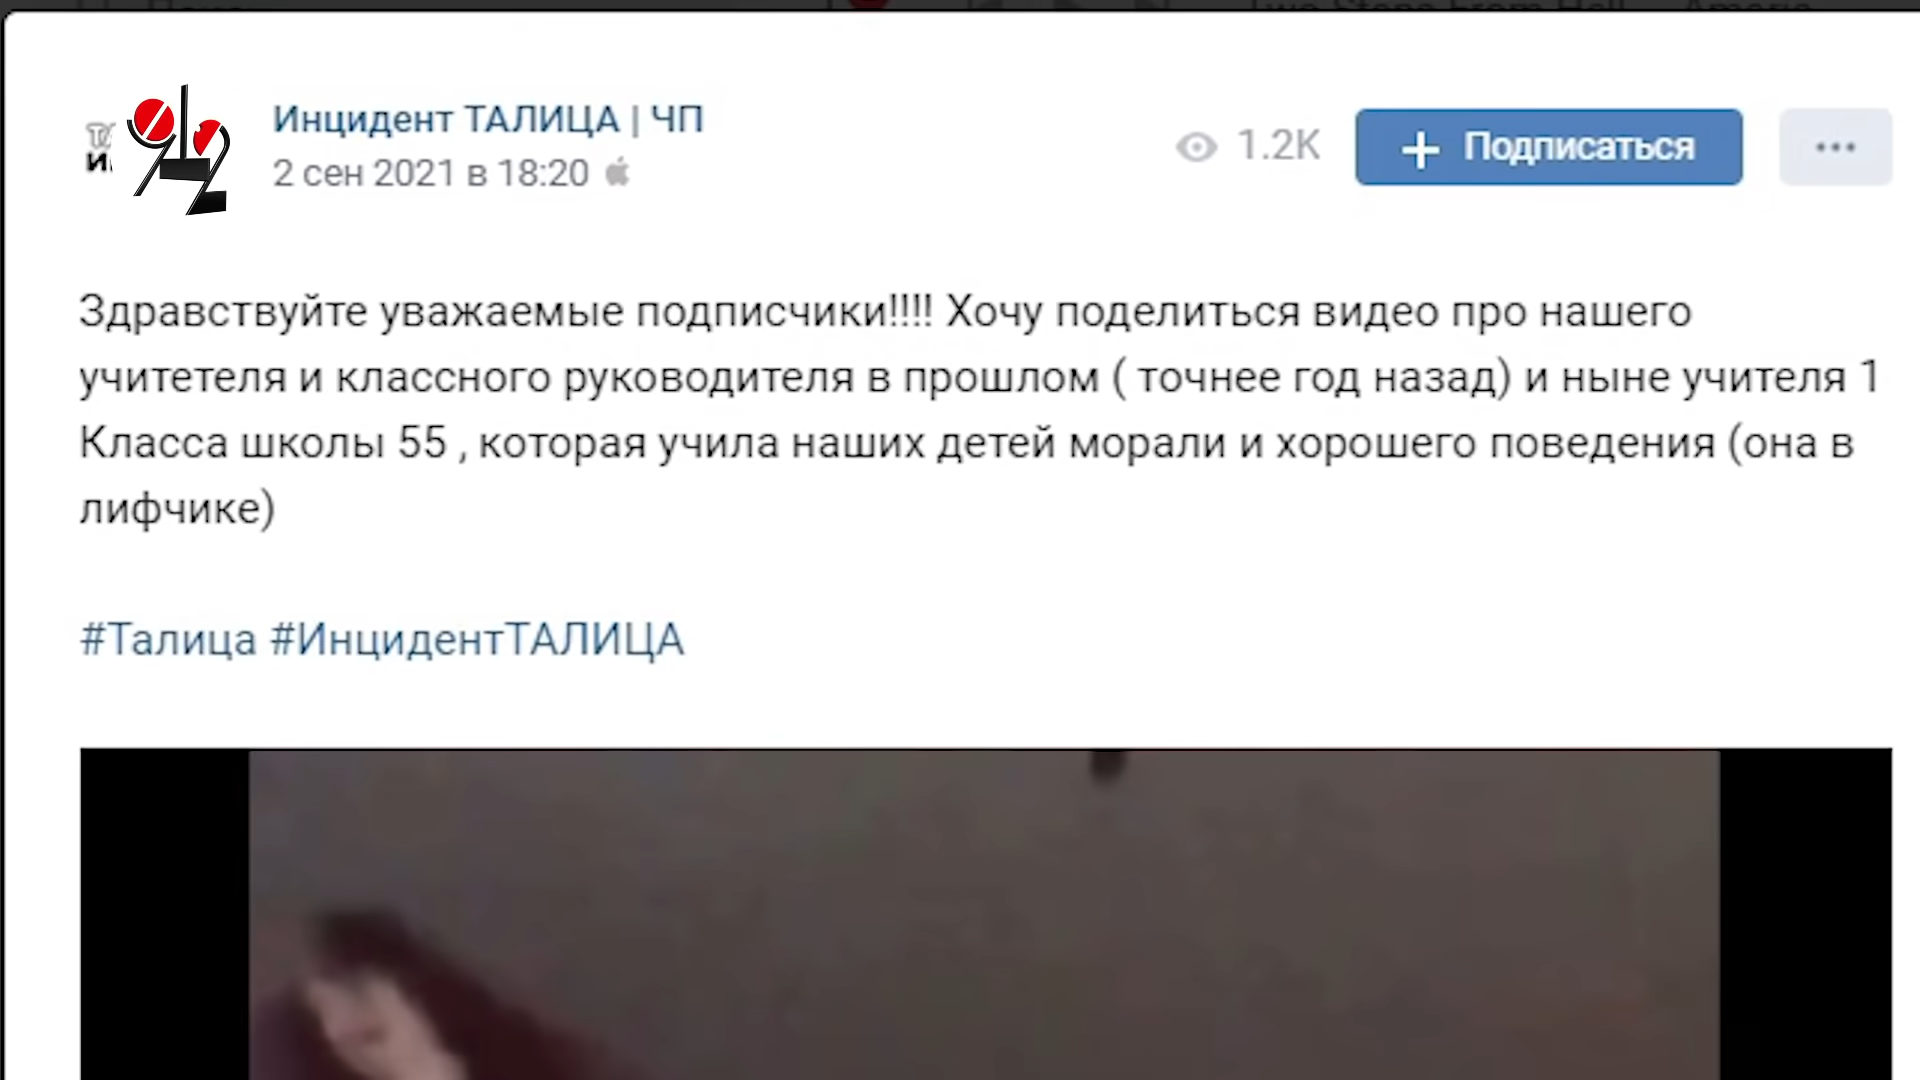 Инцидент ТАЛИЦА | ЧП
2 сен 2021 в 18:20
1.2K
Подписаться
Здравствуйте уважаемые подписчики!!!! Хочу поделиться видео про нашего
учитетеля и классного руководителя в прошлом ( точнее год назад) и ныне учителя 1
Класса школы 55 , которая учила наших детей морали и хорошего поведения (она в
лифчике)
#Талица #ИнцидентТАЛИЦА